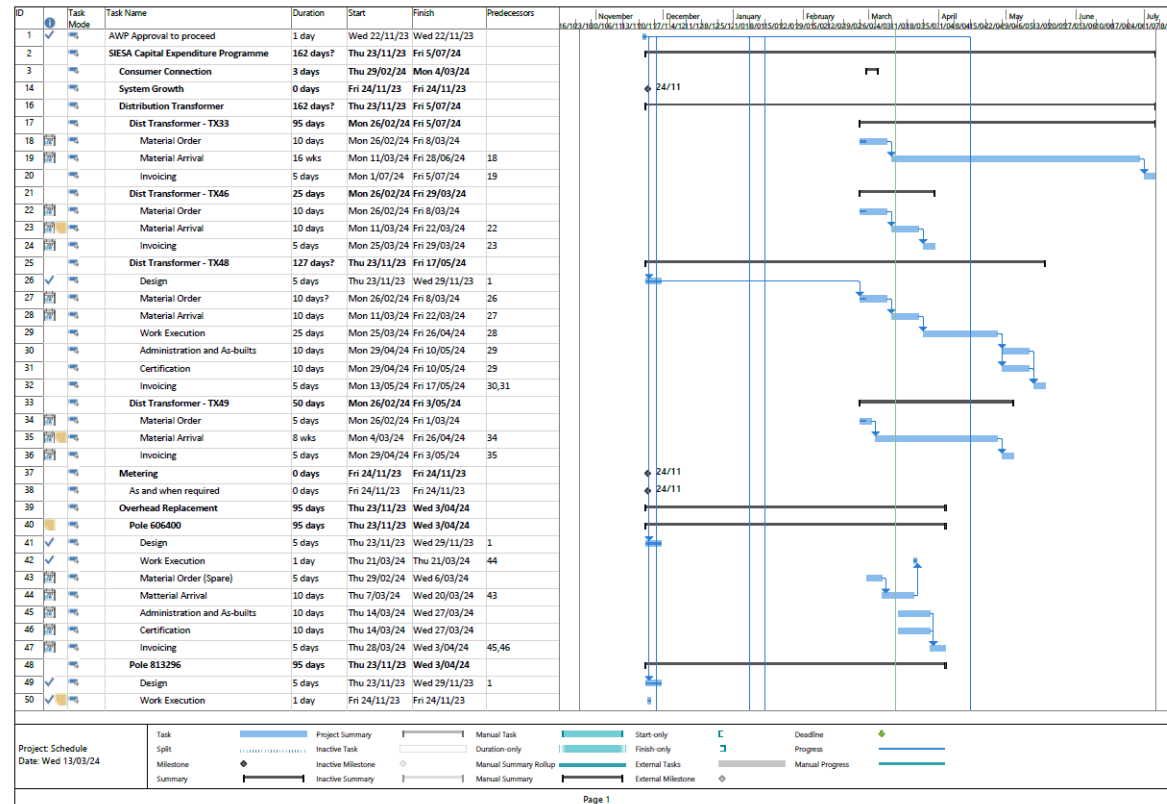 ID Task Mode Task Name Duration Start Finish Predecessors
November December January February March April May June July
1 AWP Approval to proceed 1 day Wed 22/11/23 Wed 22/11/23
2 SIESA Capital Expenditure Programme 162 days? Thu 23/11/23 Fri 5/07/24
3 Consumer Connection 3 days Thu 29/02/24 Mon 4/03/24
14 System Growth 0 days Fri 24/11/23 Fri 24/11/23 24/11
16 Distribution Transformer 162 days? Thu 23/11/23 Fri 5/07/24
17 Dist Transformer - TX33 95 days Mon 26/02/24 Fri 5/07/24
18 Material Order 10 days Mon 26/02/24 Fri 8/03/24
19 Material Arrival 16 wks Mon 11/03/24 Fri 28/06/24 18
20 Invoicing 5 days Mon 1/07/24 Fri 5/07/24 19
21 Dist Transformer - TX46 25 days Mon 26/02/24 Fri 29/03/24
22 Material Order 10 days Mon 26/02/24 Fri 8/03/24
23 Material Arrival 10 days Mon 11/03/24 Fri 22/03/24 22
24 Invoicing 5 days Mon 25/03/24 Fri 29/03/24 23
25 Dist Transformer - TX48 127 days? Thu 23/11/23 Fri 17/05/24
26 Design 5 days Thu 23/11/23 Wed 29/11/23 1
27 Material Order 10 days? Mon 26/02/24 Fri 8/03/24 26
28 Material Arrival 10 days Mon 11/03/24 Fri 22/03/24 27
29 Work Execution 25 days Mon 25/03/24 Fri 26/04/24 28
30 Administration and As-builts 10 days Mon 29/04/24 Fri 10/05/24 29
31 Certification 10 days Mon 29/04/24 Fri 10/05/24 29
32 Invoicing 5 days Mon 13/05/24 Fri 17/05/24 30,31
33 Dist Transformer - TX49 50 days Mon 26/02/24 Fri 3/05/24
34 Material Order 5 days Mon 26/02/24 Fri 1/03/24
35 Material Arrival 8 wks Mon 4/03/24 Fri 26/04/24 34
36 Invoicing 5 days Mon 29/04/24 Fri 3/05/24 35
37 Metering 0 days Fri 24/11/23 Fri 24/11/23 24/11
38 As and when required 0 days Fri 24/11/23 Fri 24/11/23 24/11
39 Overhead Replacement 95 days Thu 23/11/23 Wed 3/04/24
40 Pole 606400 95 days Thu 23/11/23 Wed 3/04/24
41 Design 5 days Thu 23/11/23 Wed 29/11/23 1
42 Work Execution 1 day Thu 21/03/24 Thu 21/03/24 44
43 Material Order (Spare) 5 days Thu 29/02/24 Wed 6/03/24
44 Matterial Arrival 10 days Thu 7/03/24 Wed 20/03/24 43
45 Administration and As-builts 10 days Thu 14/03/24 Wed 27/03/24
46 Certification 10 days Thu 14/03/24 Wed 27/03/24
47 Invoicing 5 days Thu 28/03/24 Wed 3/04/24 45,46
48 Pole 813296 95 days Thu 23/11/23 Wed 3/04/24
49 Design 5 days Thu 23/11/23 Wed 29/11/23 1
50 Work Execution 1 day Fri 24/11/23 Fri 24/11/23
Project: Schedule
Date: Wed 13/03/24
Task Project Summary Manual Task Start-only Deadline
Split Inactive Task Duration-only Finish-only Progress
Milestone Inactive Milestone Manual Summary Rollup External Tasks Manual Progress
Summary Inactive Summary Manual Summary External Milestone
Page 1